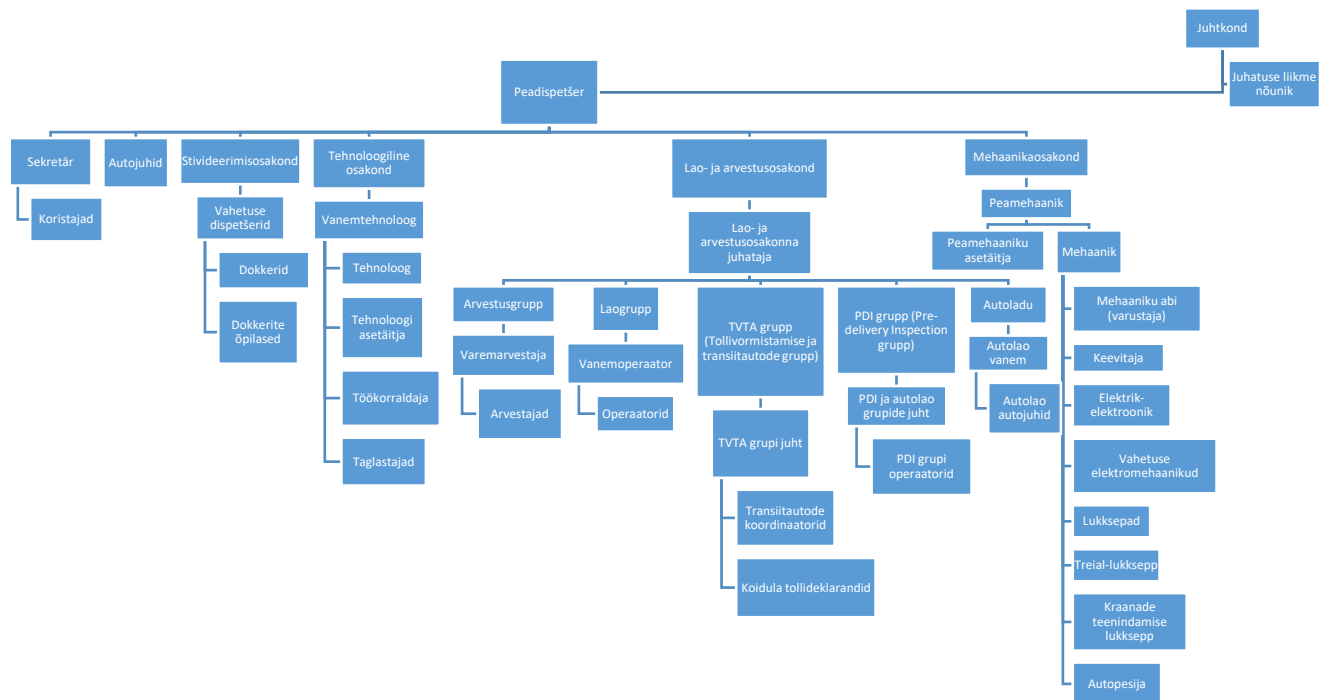 Juhtkond
Juhatuse liikme
nõunik
Peadispetšer
Sekretär
Koristajad
Autojuhid
Stivideerimisosakond
Vahetuse
dispetšerid
Dokkerid
Dokkerite
õpilased
Tehnoloogiline
osakond
Vanemtehnoloog
Tehnoloog
Tehnoloogi
asetäitja
Töökorraldaja
Taglastajad
Lao- ja arvestusosakond
Lao- ja
arvestusosakonna
juhataja
Arvestusgrupp
Varemarvestaja
Arvestajad
Laogrupp
Vanemoperaator
Operaatorid
TVTA grupp
(Tollivormistamise ja
transiitautode grupp)
TVTA grupi juht
Transiitautode
koordinaatorid
Koidula tollideklarandid
PDI grupp (Pre-
delivery Inspection
grupp)
PDI ja autolao
grupide juht
PDI grupi
operaatorid
Autoladu
Autolao
vanem
Autolao
autojuhid
Mehaanikaosakond
Peamehaanik
Peamehaaniku
asetäitja
Mehaanik
Mehaaniku abi
(varustaja)
Keevitaja
Elektrik-
elektroonik
Vahetuse
elektromehaanikud
Lukksepad
Treial-lukksepp
Kraanade
teenindamise
lukksepp
Autopesija